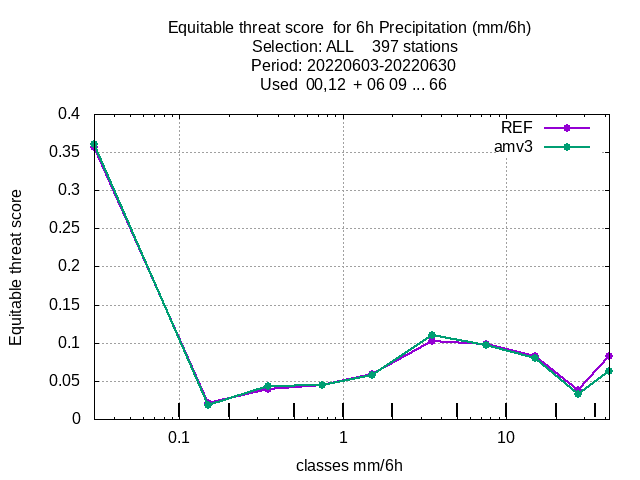 Equitable threat score  for 6h Precipitation (mm/6h)
Selection: ALL    397 stations
Period: 20220603-20220630
Used  00,12  + 06 09 ... 66
REF
amv3
0.4
0.35
0.3
0.25
0.2
0.15
0.1
0.05
0
Equitable threat score
0.1
1
10
classes mm/6h